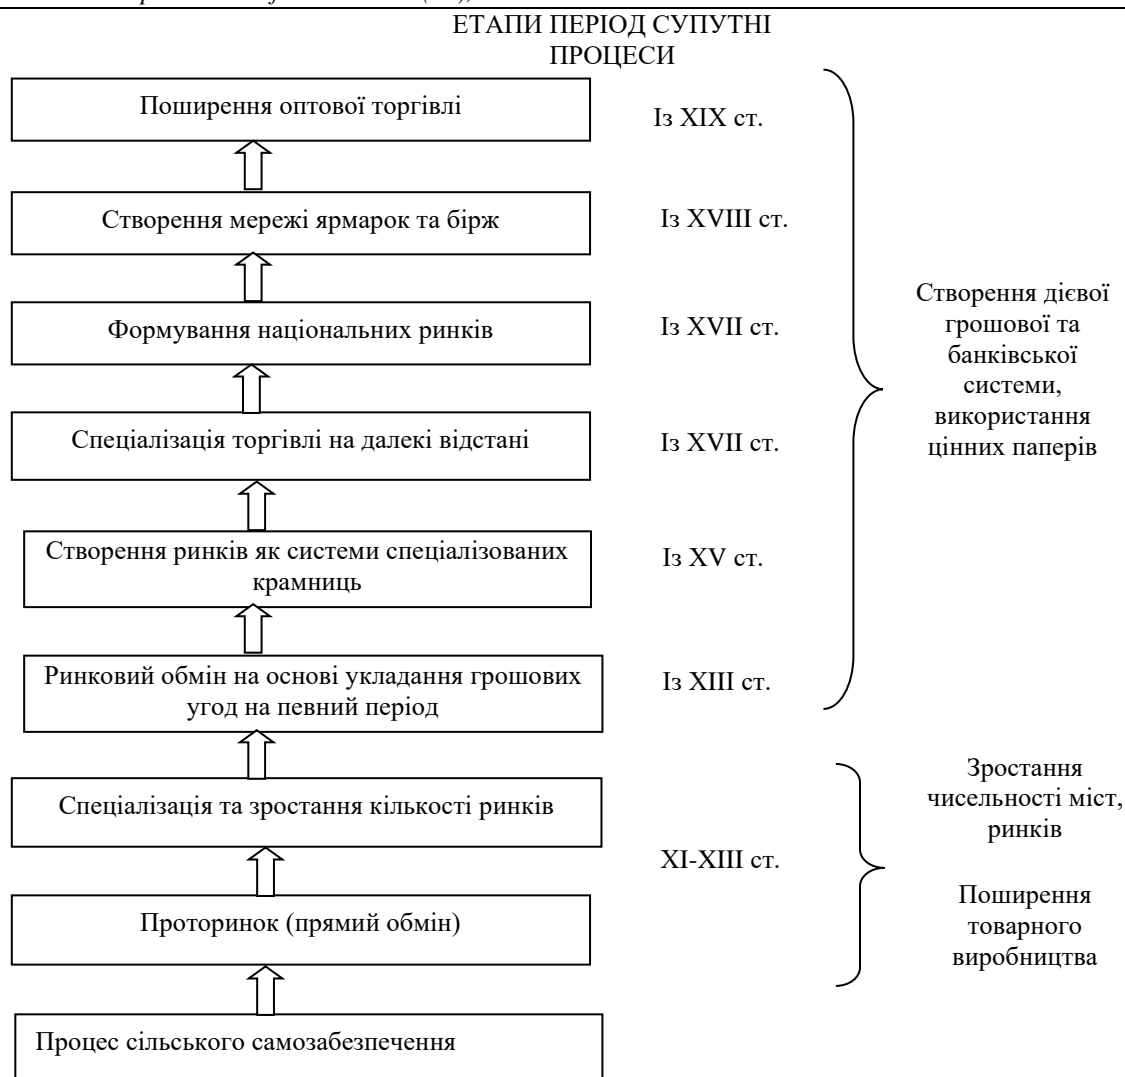 ЕТАПИ ПЕРІОД СУПУТНІ
ПРОЦЕСИ
Поширення оптової торгівлі
Із XIX ст.
Створення мережі ярмарок та бірж
Із XVIII ст.
Формування національних ринків
Із XVII ст.
Спеціалізація торгівлі на далекі відстані
Із XVII ст.
Створення ринків як системи спеціалізованих
крамниць
Із XV ст.
Ринковий обмін на основі укладання грошових
угод на певний період
Із XIII ст.
Створення дієвої
грошової та
банківської
системи,
використання
цінних паперів
Спеціалізація та зростання кількості ринків
XI-XIII ст.
Проторинок (прямий обмін)
Зростання
чисельності міст,
ринків
Поширення
товарного
виробництва
Процес сільського самозабезпечення